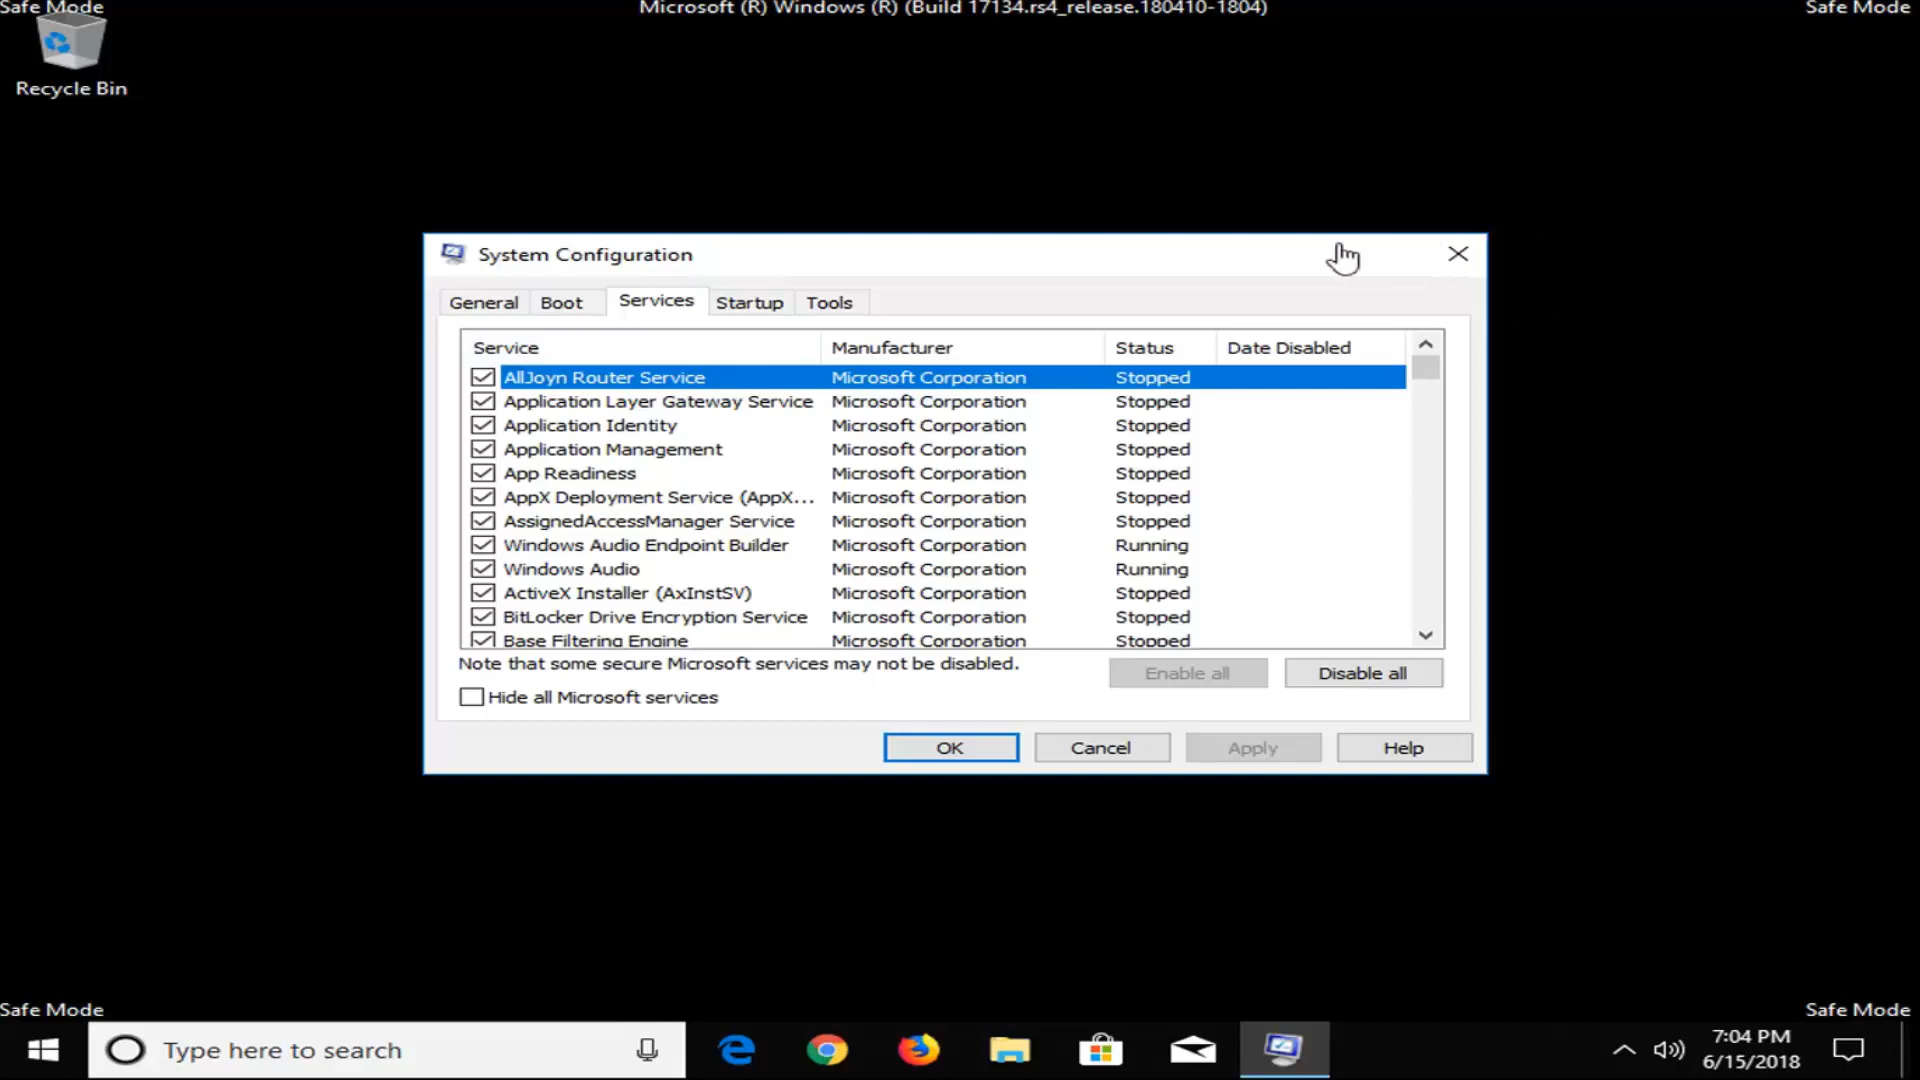 Safe Mode
Microsoft (R) Windows (R) (Build 17134.rs4_release.180410-1804)
Safe Mode
Recycle Bin
System Configuration
General
Boot
Services
Startup
Tools
Service Manufacturer Status Date Disabled
AllJoyn Router Service Microsoft Corporation Stopped
Application Layer Gateway Service Microsoft Corporation Stopped
Application Identity Microsoft Corporation Stopped
Application Management Microsoft Corporation Stopped
App Readiness Microsoft Corporation Stopped
AppX Deployment Service (AppX... Microsoft Corporation Stopped
AssignedAccessManager Service Microsoft Corporation Stopped
Windows Audio Endpoint Builder Microsoft Corporation Running
Windows Audio Microsoft Corporation Running
ActiveX Installer (AxInstSV) Microsoft Corporation Stopped
BitLocker Drive Encryption Service Microsoft Corporation Stopped
Base Filtering Engine Microsoft Corporation Stopped
Note that some secure Microsoft services may not be disabled.
Enable all
Disable all
Hide all Microsoft services
OK
Cancel
Apply
Help
Safe Mode
Safe Mode
Type here to search
7:04 PM
6/15/2018